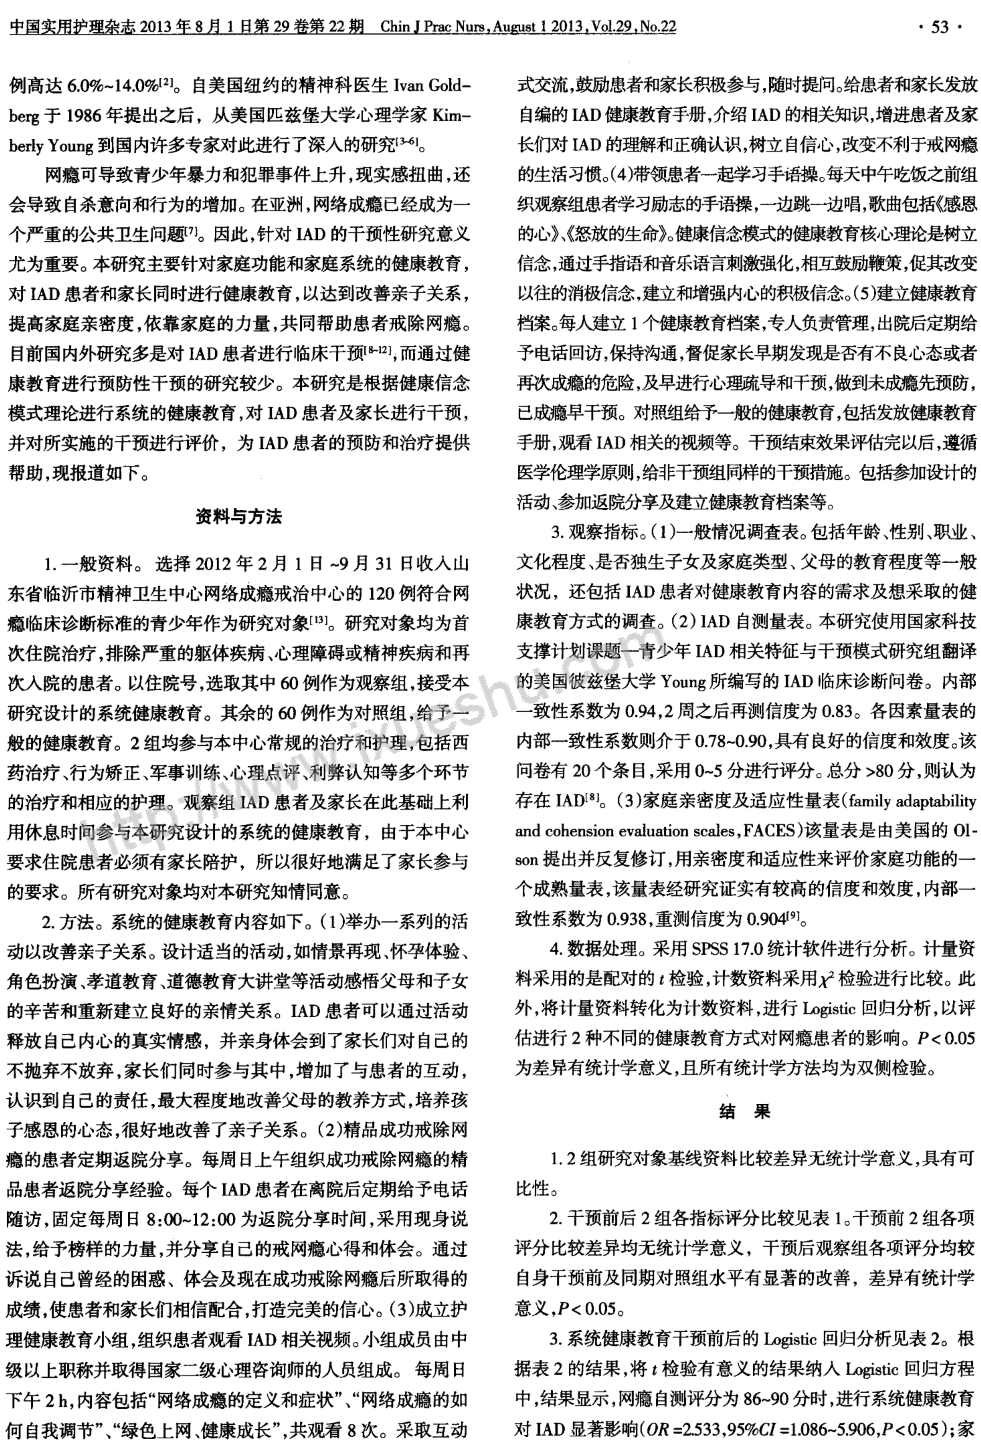 中国实用护理杂志 2013 年 8 月 1 日第 29 卷第 22 期 Chin J Prac Nurs, August 1 2013, Vol.29, No.22
· 53 ·
例高达 6.0%~14.0%[2]。自美国纽约的精神科医生 Ivan Gold-
berg 于 1986 年提出之后，从美国匹兹堡大学心理学家 Kim-
berly Young 到国内许多专家对此进行了深入的研究[3-6]。
网瘾可导致青少年暴力和犯罪事件上升,现实感扭曲,还
会导致自杀意向和行为的增加。在亚洲,网络成瘾已经成为一
个严重的公共卫生问题[7]。因此,针对 IAD 的干预性研究意义
尤为重要。本研究主要针对家庭功能和家庭系统的健康教育，
对 IAD 患者和家长同时进行健康教育,以达到改善亲子关系，
提高家庭亲密度,依靠家庭的力量,共同帮助患者戒除网瘾。
目前国内外研究多是对 IAD 患者进行临床干预[8-12],而通过健
康教育进行预防性干预的研究较少。本研究是根据健康信念
模式理论进行系统的健康教育,对 IAD 患者及家长进行干预，
并对所实施的干预进行评价，为 IAD 患者的预防和治疗提供
帮助,现报道如下。
资料与方法
1. 一般资料。 选择 2012 年 2 月 1 日 ~9 月 31 日收入山
东省临沂市精神卫生中心网络成瘾戒治中心的 120 例符合网
瘾临床诊断标准的青少年作为研究对象[13]。研究对象均为首
次住院治疗,排除严重的躯体疾病、心理障碍或精神疾病和再
次入院的患者。以住院号,选取其中 60 例作为观察组,接受本
研究设计的系统健康教育。其余的 60 例作为对照组,给予一
般的健康教育。2 组均参与本中心常规的治疗和护理,包括西
药治疗、行为矫正、军事训练、心理点评、利弊认知等多个环节
的治疗和相应的护理。观察组 IAD 患者及家长在此基础上利
用休息时间参与本研究设计的系统的健康教育，由于本中心
要求住院患者必须有家长陪护，所以很好地满足了家长参与
的要求。所有研究对象均对本研究知情同意。
2. 方法。系统的健康教育内容如下。(1)举办一系列的活
动以改善亲子关系。设计适当的活动,如情景再现、怀孕体验、
角色扮演、孝道教育、道德教育大讲堂等活动感悟父母和子女
的辛苦和重新建立良好的亲情关系。IAD 患者可以通过活动
释放自己内心的真实情感，并亲身体会到了家长们对自己的
不抛弃不放弃,家长们同时参与其中,增加了与患者的互动，
认识到自己的责任,最大程度地改善父母的教养方式,培养孩
子感恩的心态,很好地改善了亲子关系。(2)精品成功戒除网
瘾的患者定期返院分享。每周日上午组织成功戒除网瘾的精
品患者返院分享经验。每个 IAD 患者在离院后定期给予电话
随访,固定每周日 8:00~12:00 为返院分享时间,采用现身说
法,给予榜样的力量,并分享自己的戒网瘾心得和体会。通过
诉说自己曾经的困惑、体会及现在成功戒除网瘾后所取得的
成绩,使患者和家长们相信配合,打造完美的信心。(3)成立护
理健康教育小组,组织患者观看 IAD 相关视频。小组成员由中
级以上职称并取得国家二级心理咨询师的人员组成。 每周日
下午 2 h,内容包括“网络成瘾的定义和症状”、“网络成瘾的如
何自我调节”、“绿色上网、健康成长”,共观看 8 次。采取互动
式交流,鼓励患者和家长积极参与,随时提问。给患者和家长发放
自编的 IAD 健康教育手册,介绍 IAD 的相关知识,增进患者及家
长们对 IAD 的理解和正确认识,树立自信心,改变不利于戒网瘾
的生活习惯。(4)带领患者一起学习手语操。每天中午吃饭之前组
织观察组患者学习励志的手语操,一边跳一边唱,歌曲包括《感恩
的心》、《怒放的生命》。健康信念模式的健康教育核心理论是树立
信念,通过手指语和音乐语言刺激强化,相互鼓励鞭策,促其改变
以往的消极信念,建立和增强内心的积极信念。(5)建立健康教育
档案。每人建立 1 个健康教育档案,专人负责管理,出院后定期给
予电话回访,保持沟通,督促家长早期发现是否有不良心态或者
再次成瘾的危险,及早进行心理疏导和干预,做到未成瘾先预防，
已成瘾早干预。对照组给予一般的健康教育,包括发放健康教育
手册,观看 IAD 相关的视频等。干预结束效果评估完以后,遵循
医学伦理学原则,给非干预组同样的干预措施。包括参加设计的
活动、参加返院分享及建立健康教育档案等。
3. 观察指标。(1)一般情况调查表。包括年龄、性别、职业、
文化程度、是否独生子女及家庭类型、父母的教育程度等一般
状况，还包括 IAD 患者对健康教育内容的需求及想采取的健
康教育方式的调查。(2) IAD 自测量表。本研究使用国家科技
支撑计划课题—青少年 IAD 相关特征与干预模式研究组翻译
的美国彼兹堡大学 Young 所编写的 IAD 临床诊断问卷。内部
一致性系数为 0.94,2 周之后再测信度为 0.83。各因素量表的
内部一致性系数则介于 0.78~0.90,具有良好的信度和效度。该
问卷有 20 个条目,采用 0~5 分进行评分。总分 >80 分,则认为
存在 IAD[8]。(3)家庭亲密度及适应性量表(family adaptability
and cohension evaluation scales,FACES)该量表是由美国的 Ol-
son 提出并反复修订,用亲密度和适应性来评价家庭功能的一
个成熟量表,该量表经研究证实有较高的信度和效度,内部一
致性系数为 0.938,重测信度为 0.904[9]。
4. 数据处理。采用 SPSS 17.0 统计软件进行分析。计量资
料采用的是配对的 t 检验,计数资料采用χ² 检验进行比较。此
外,将计量资料转化为计数资料,进行 Logistic 回归分析,以评
估进行 2 种不同的健康教育方式对网瘾患者的影响。P＜0.05
为差异有统计学意义,且所有统计学方法均为双侧检验。
结 果
1. 2 组研究对象基线资料比较差异无统计学意义,具有可
比性。
2. 干预前后 2 组各指标评分比较见表 1。干预前 2 组各项
评分比较差异均无统计学意义，干预后观察组各项评分均较
自身干预前及同期对照组水平有显著的改善，差异有统计学
意义,P＜0.05。
3. 系统健康教育干预前后的 Logistic 回归分析见表 2。根
据表 2 的结果,将 t 检验有意义的结果纳入 Logistic 回归方程
中,结果显示,网瘾自测评分为 86~90 分时,进行系统健康教育
对 IAD 显著影响(OR =2.533,95%CI =1.086~5.906,P＜0.05)；家
http://www.ixueshu.com